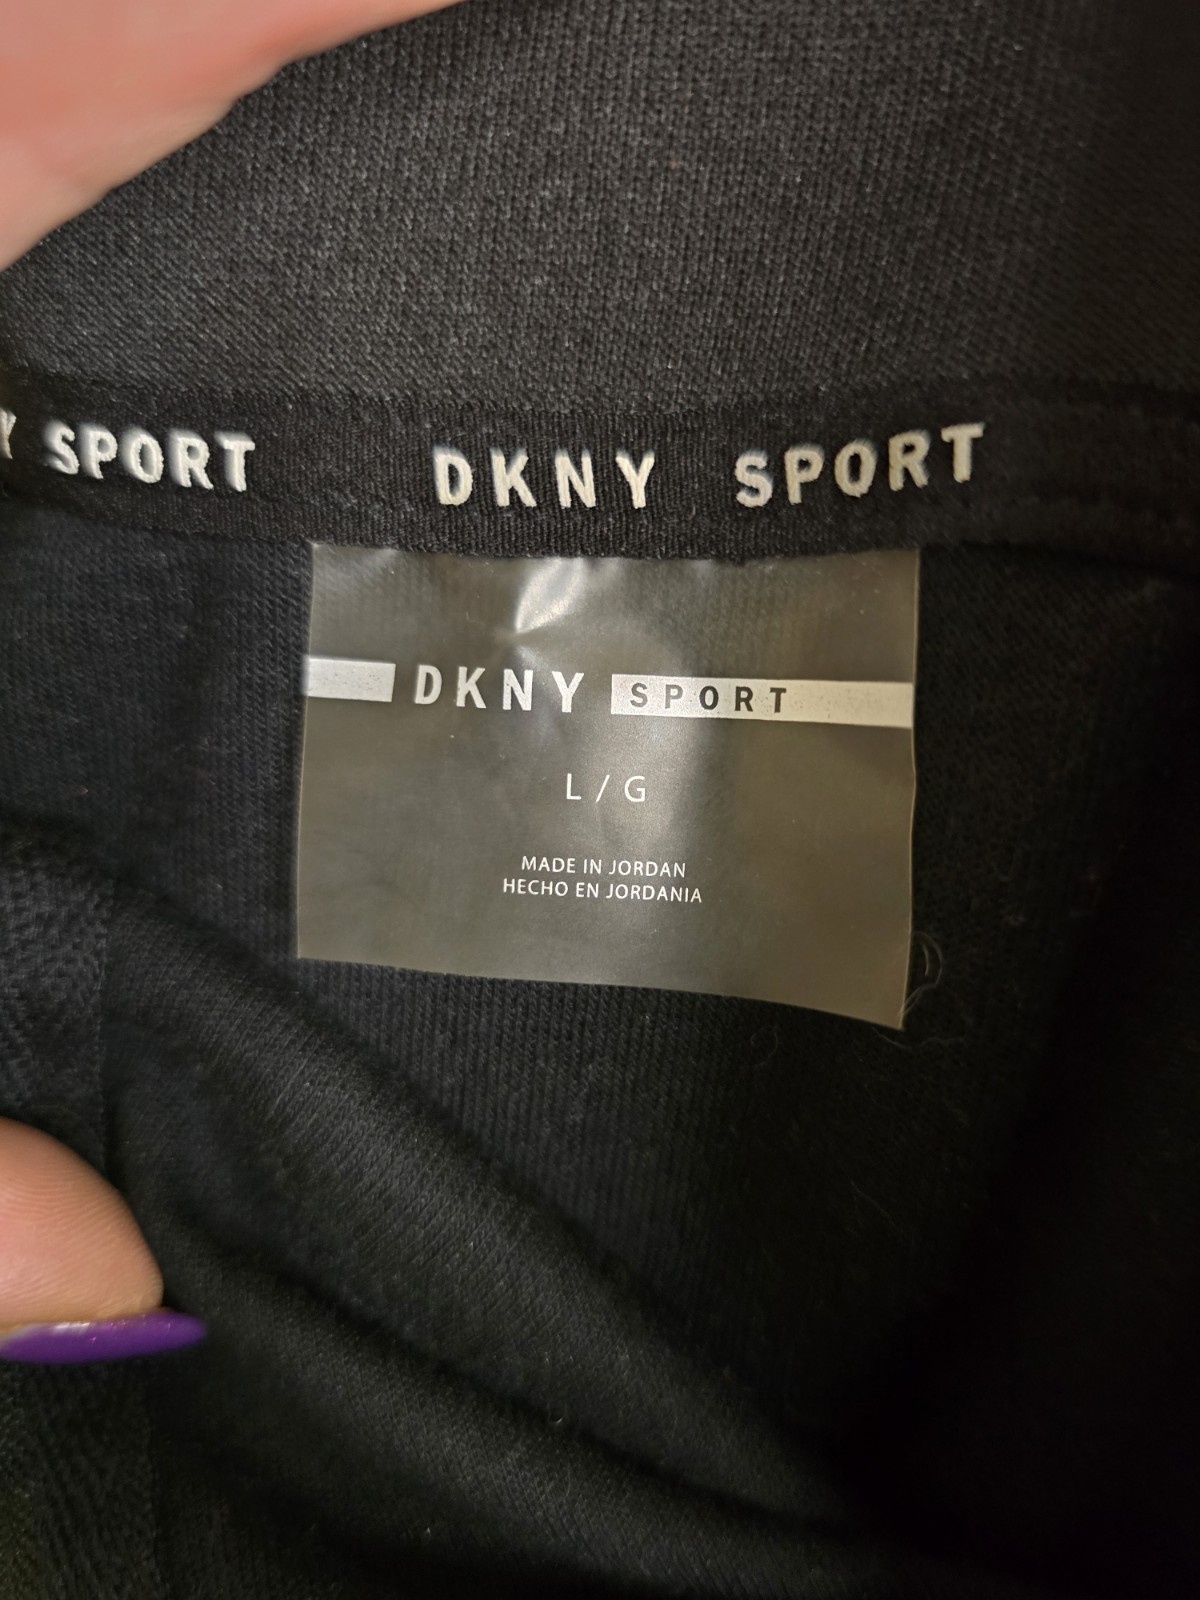 Y SPORT DKNY SPORT
DKNY SPORT
L / G
MADE IN JORDAN
HECHO EN JORDANIA